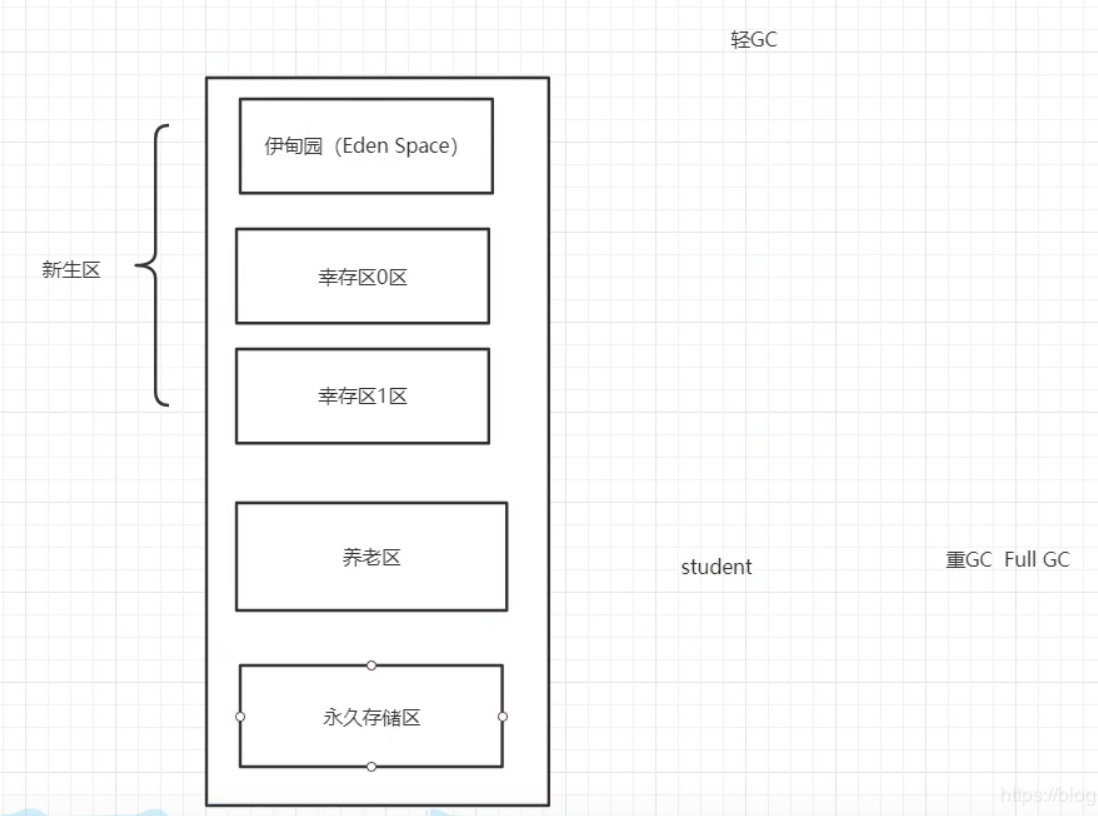 轻GC
伊甸园（Eden Space）
新生区
幸存区0区
幸存区1区
养老区
student
重GC Full GC
永久存储区
https://blog